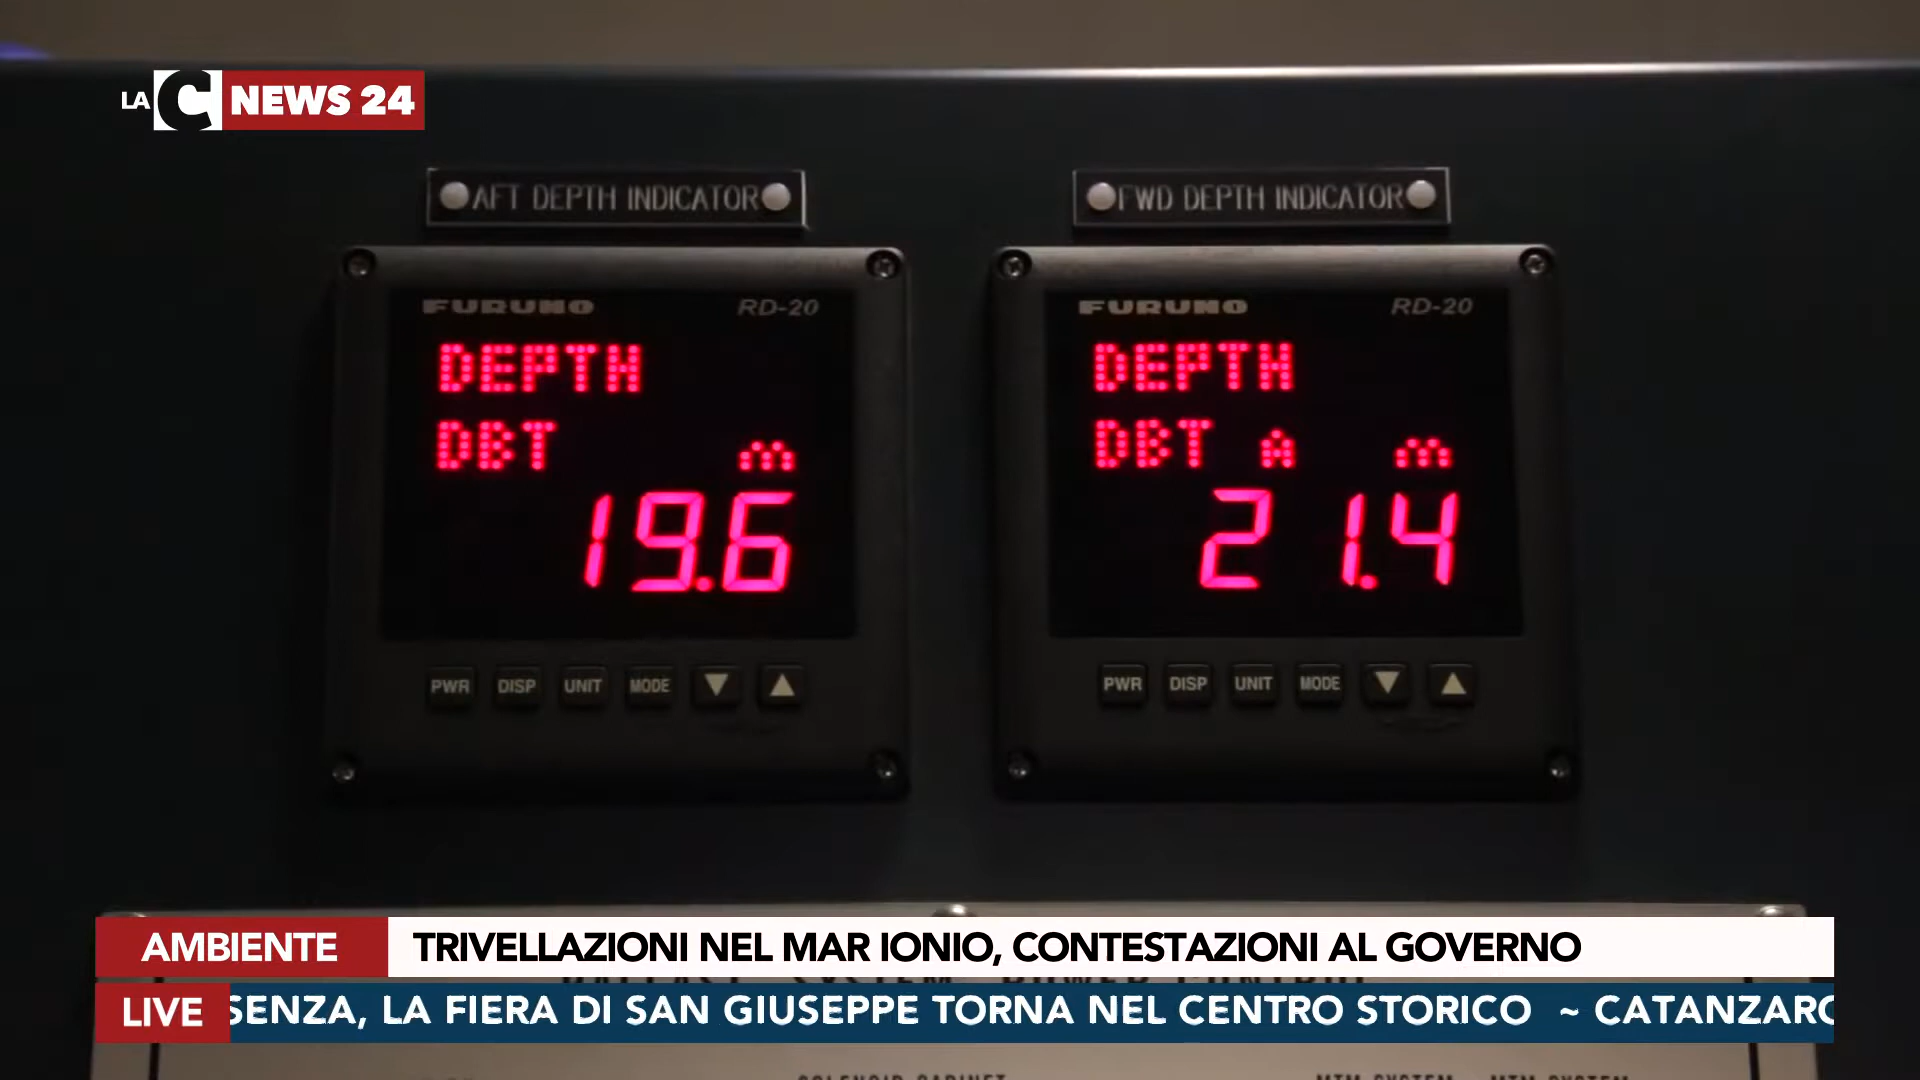 LA C NEWS 24
AFT DEPTH INDICATOR
FWD DEPTH INDICATOR
FURUNO RD-20
DEPTH
DBT m
19.6
PWR DISP UNIT MODE ▼ ▲
FURUNO RD-20
DEPTH
DBT A m
21.4
PWR DISP UNIT MODE ▼ ▲
AMBIENTE
TRIVELLAZIONI NEL MAR IONIO, CONTESTAZIONI AL GOVERNO
LIVE
SENZA, LA FIERA DI SAN GIUSEPPE TORNA NEL CENTRO STORICO ~ CATANZARO